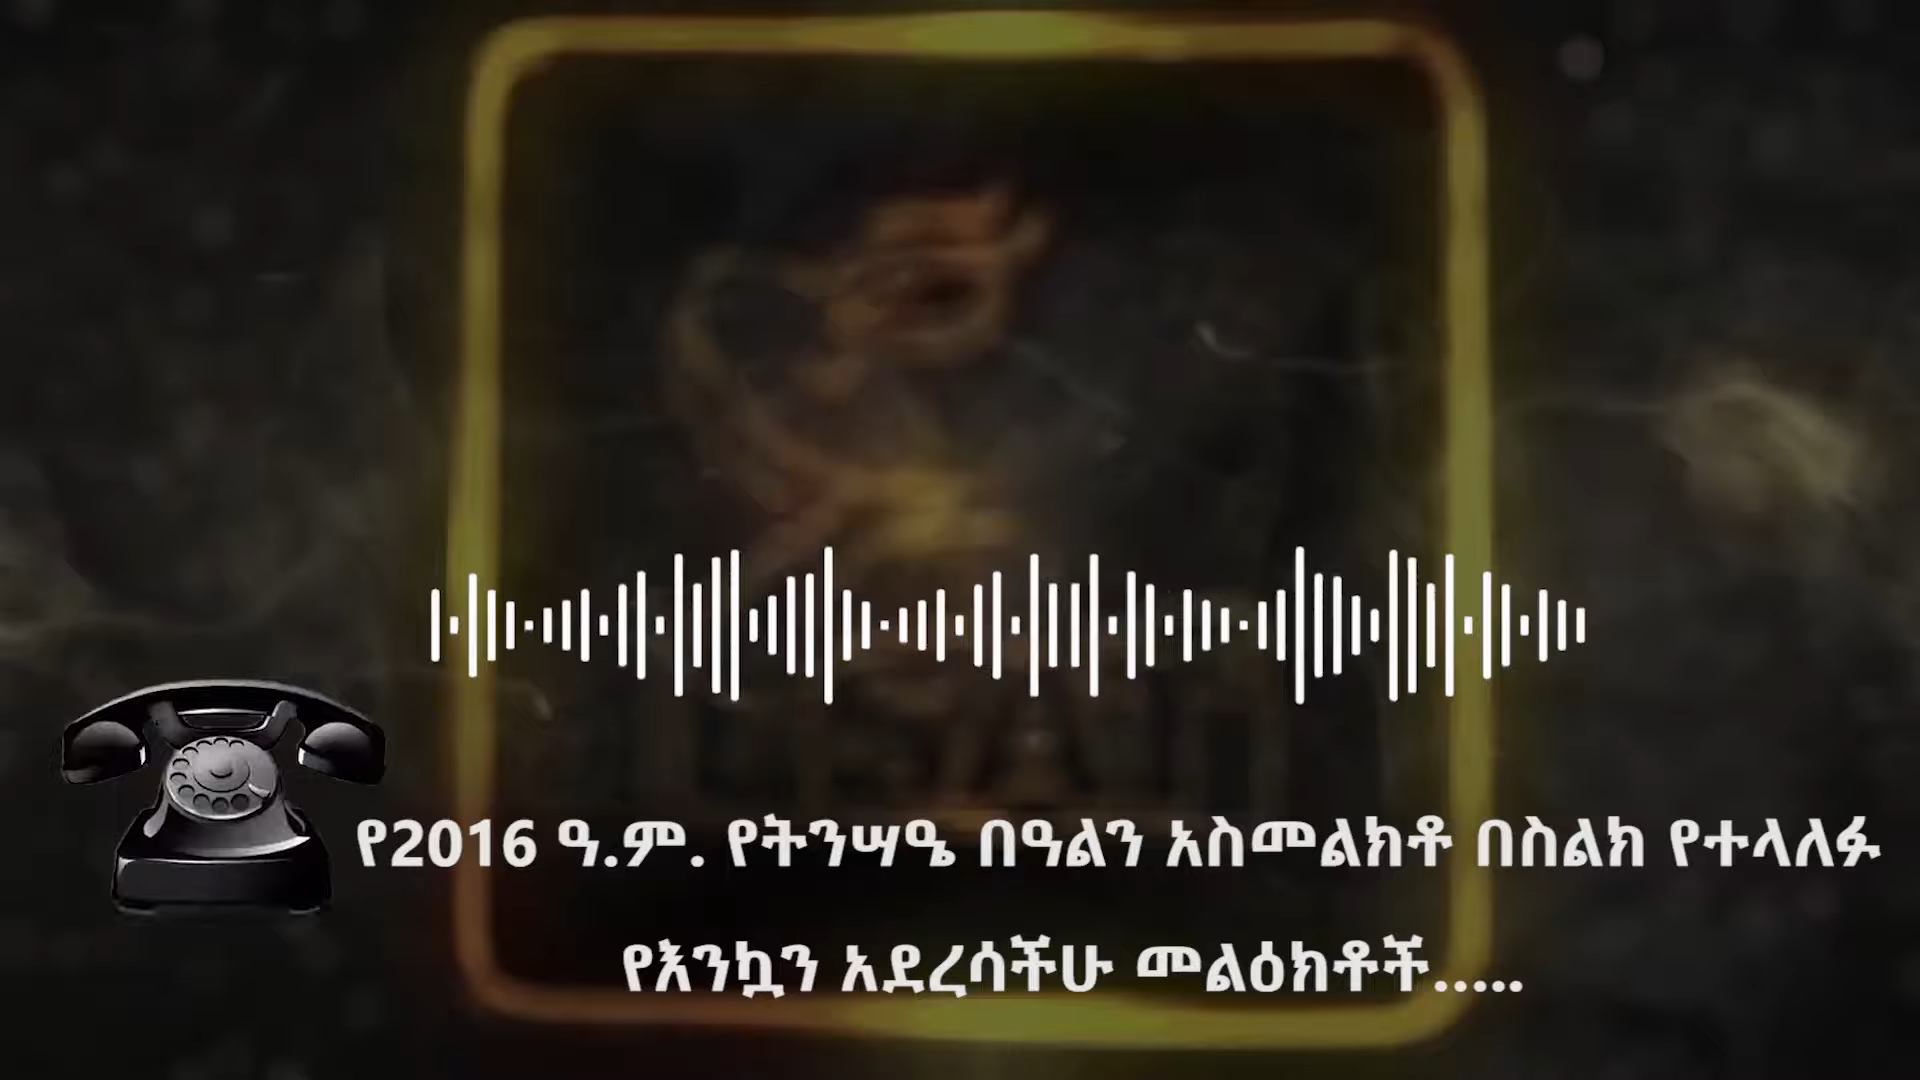 የ2016 ዓ.ም. የትንሣዔ በዓልን አስመልክቶ በስልክ የተላለፉ
የእንኳን አደረሳችሁ መልዕክቶች.....